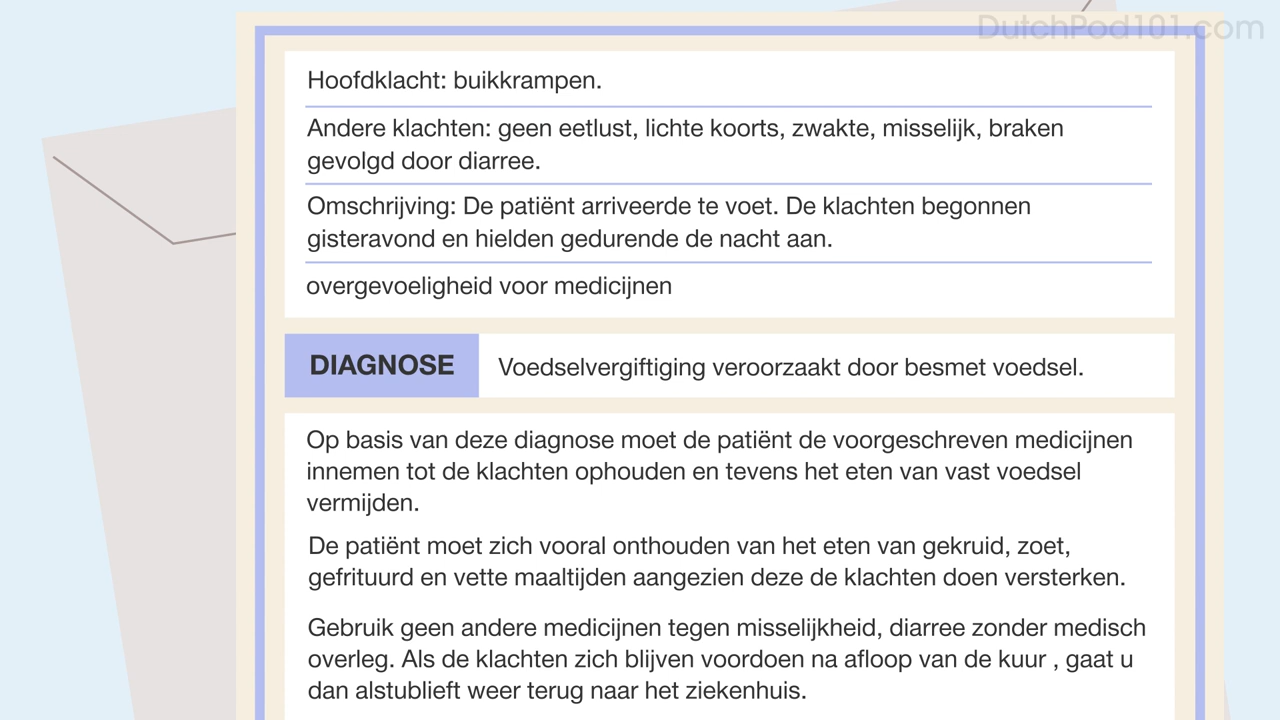 DutchPod101.com
Hoofdklacht: buikkrampen.
Andere klachten: geen eetlust, lichte koorts, zwakte, misselijk, braken
gevolgd door diarree.
Omschrijving: De patiënt arriveerde te voet. De klachten begonnen
gisteravond en hielden gedurende de nacht aan.
overgevoeligheid voor medicijnen
DIAGNOSE Voedselvergiftiging veroorzaakt door besmet voedsel.
Op basis van deze diagnose moet de patiënt de voorgeschreven medicijnen
innemen tot de klachten ophouden en tevens het eten van vast voedsel
vermijden.
De patiënt moet zich vooral onthouden van het eten van gekruid, zoet,
gefrituurd en vette maaltijden aangezien deze de klachten doen versterken.
Gebruik geen andere medicijnen tegen misselijkheid, diarree zonder medisch
overleg. Als de klachten zich blijven voordoen na afloop van de kuur , gaat u
dan alstublieft weer terug naar het ziekenhuis.